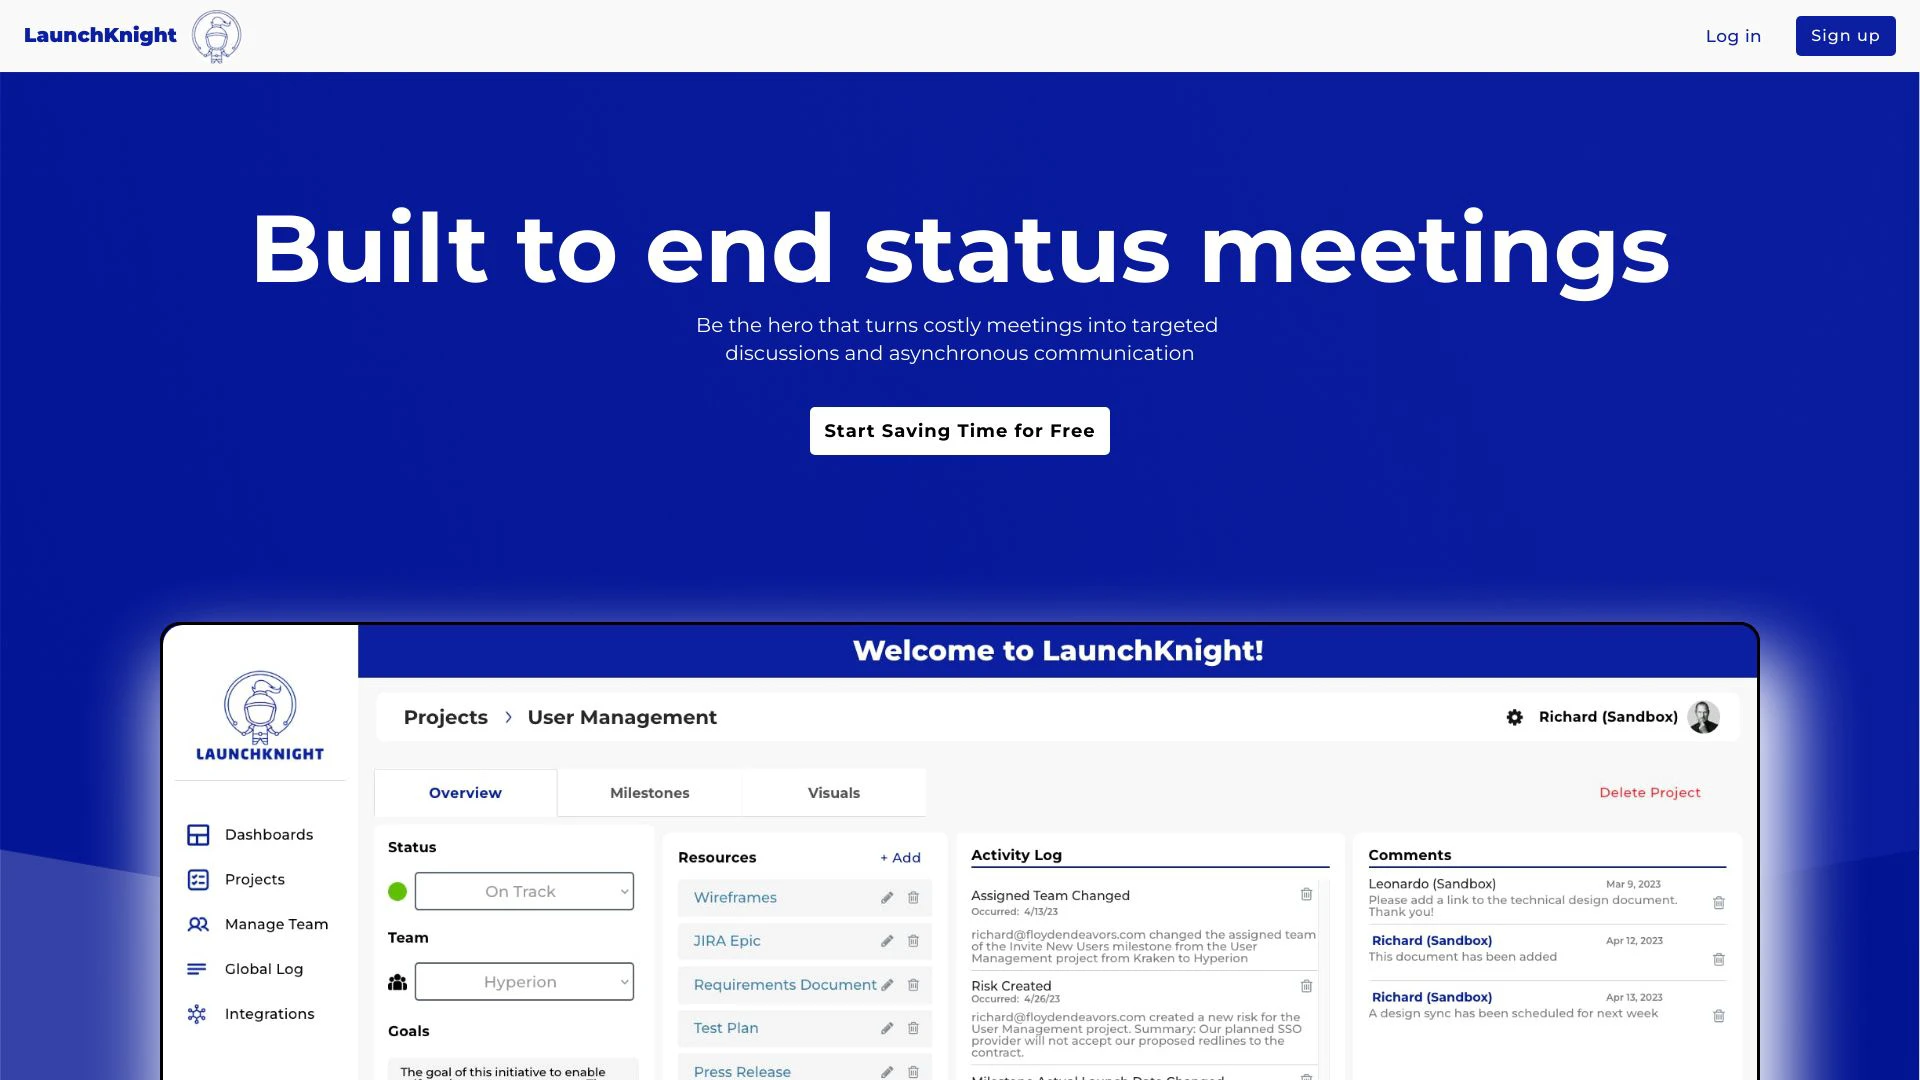 LaunchKnight
Log in
Sign up
Built to end status meetings
Be the hero that turns costly meetings into targeted
discussions and asynchronous communication
Start Saving Time for Free
Welcome to LaunchKnight!
LAUNCHKNIGHT
Projects > User Management
Richard (Sandbox)
Overview
Milestones
Visuals
Delete Project
Dashboards
Projects
Manage Team
Global Log
Integrations
Status
On Track
Team
Hyperion
Goals
The goal of this initiative to enable
Resources
+ Add
Wireframes
JIRA Epic
Requirements Document
Test Plan
Press Release
Activity Log
Assigned Team Changed
Occurred: 4/13/23
richard@floydendeavors.com changed the assigned team
of the Invite New Users milestone from the User
Management project from Kraken to Hyperion
Risk Created
Occurred: 4/26/23
richard@floydendeavors.com created a new risk for the
User Management project. Summary: Our planned SSO
provider will not accept our proposed redlines to the
contract.
Milestone Actual Launch Date Changed
Comments
Leonardo (Sandbox)
Mar 9, 2023
Please add a link to the technical design document.
Thank you!
Richard (Sandbox)
Apr 12, 2023
This document has been added
Richard (Sandbox)
Apr 13, 2023
A design sync has been scheduled for next week